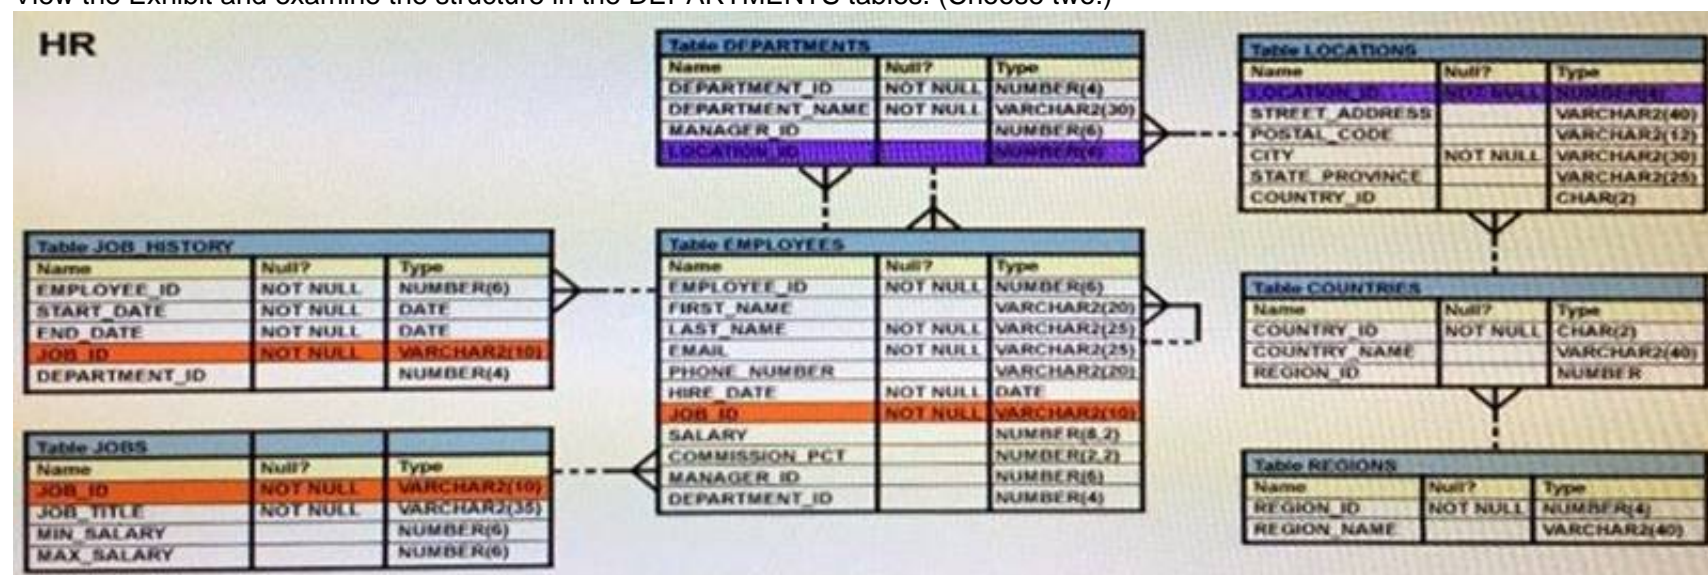 View the Exhibit and examine the structure in the DEPARTMENTS tables. (Choose two.)
HR
Table DEPARTMENTS
Name Null? Type
DEPARTMENT_ID NOT NULL NUMBER(4)
DEPARTMENT_NAME NOT NULL VARCHAR2(30)
MANAGER_ID NUMBER(6)
LOCATION_ID NUMBER(4)
Table LOCATIONS
Name Null? Type
LOCATION_ID NOT NULL NUMBER(4)
STREET_ADDRESS VARCHAR2(40)
POSTAL_CODE VARCHAR2(12)
CITY NOT NULL VARCHAR2(30)
STATE_PROVINCE VARCHAR2(25)
COUNTRY_ID CHAR(2)
Table JOB_HISTORY
Name Null? Type
EMPLOYEE_ID NOT NULL NUMBER(6)
START_DATE NOT NULL DATE
END_DATE NOT NULL DATE
JOB_ID NOT NULL VARCHAR2(10)
DEPARTMENT_ID NUMBER(4)
Table EMPLOYEES
Name Null? Type
EMPLOYEE_ID NOT NULL NUMBER(6)
FIRST_NAME VARCHAR2(20)
LAST_NAME NOT NULL VARCHAR2(25)
EMAIL NOT NULL VARCHAR2(25)
PHONE_NUMBER VARCHAR2(20)
HIRE_DATE NOT NULL DATE
JOB_ID NOT NULL VARCHAR2(10)
SALARY NUMBER(8,2)
COMMISSION_PCT NUMBER(2,2)
MANAGER_ID NUMBER(6)
DEPARTMENT_ID NUMBER(4)
Table COUNTRIES
Name Null? Type
COUNTRY_ID NOT NULL CHAR(2)
COUNTRY_NAME VARCHAR2(40)
REGION_ID NUMBER
Table JOBS
Name Null? Type
JOB_ID NOT NULL VARCHAR2(10)
JOB_TITLE NOT NULL VARCHAR2(35)
MIN_SALARY NUMBER(6)
MAX_SALARY NUMBER(6)
Table REGIONS
Name Null? Type
REGION_ID NOT NULL NUMBER(4)
REGION_NAME VARCHAR2(40)